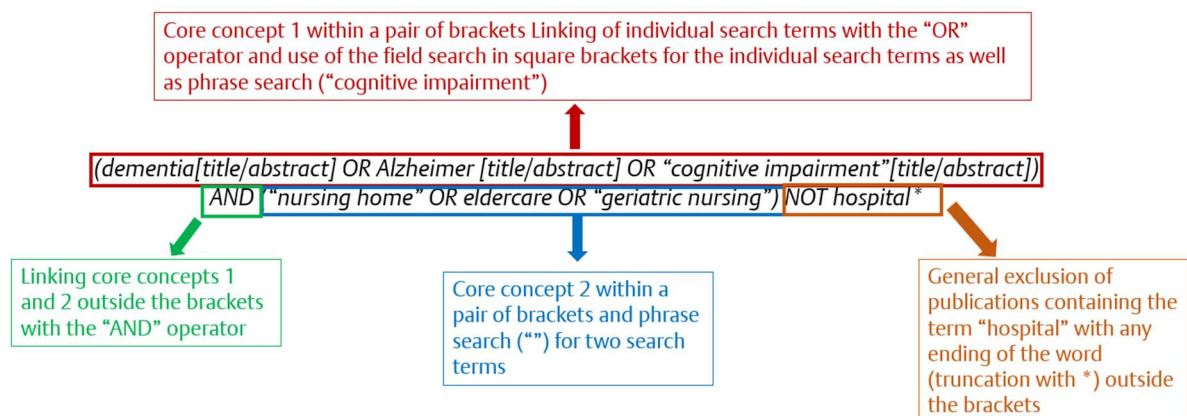 Core concept 1 within a pair of brackets Linking of individual search terms with the “OR”
operator and use of the field search in square brackets for the individual search terms as well
as phrase search (“cognitive impairment”)
(dementia[title/abstract] OR Alzheimer [title/abstract] OR “cognitive impairment”[title/abstract])
AND (“nursing home” OR eldercare OR “geriatric nursing”) NOT hospital*
Linking core concepts 1
and 2 outside the brackets
with the “AND” operator
Core concept 2 within a
pair of brackets and phrase
search (“”) for two search
terms
General exclusion of
publications containing the
term “hospital” with any
ending of the word
(truncation with *) outside
the brackets